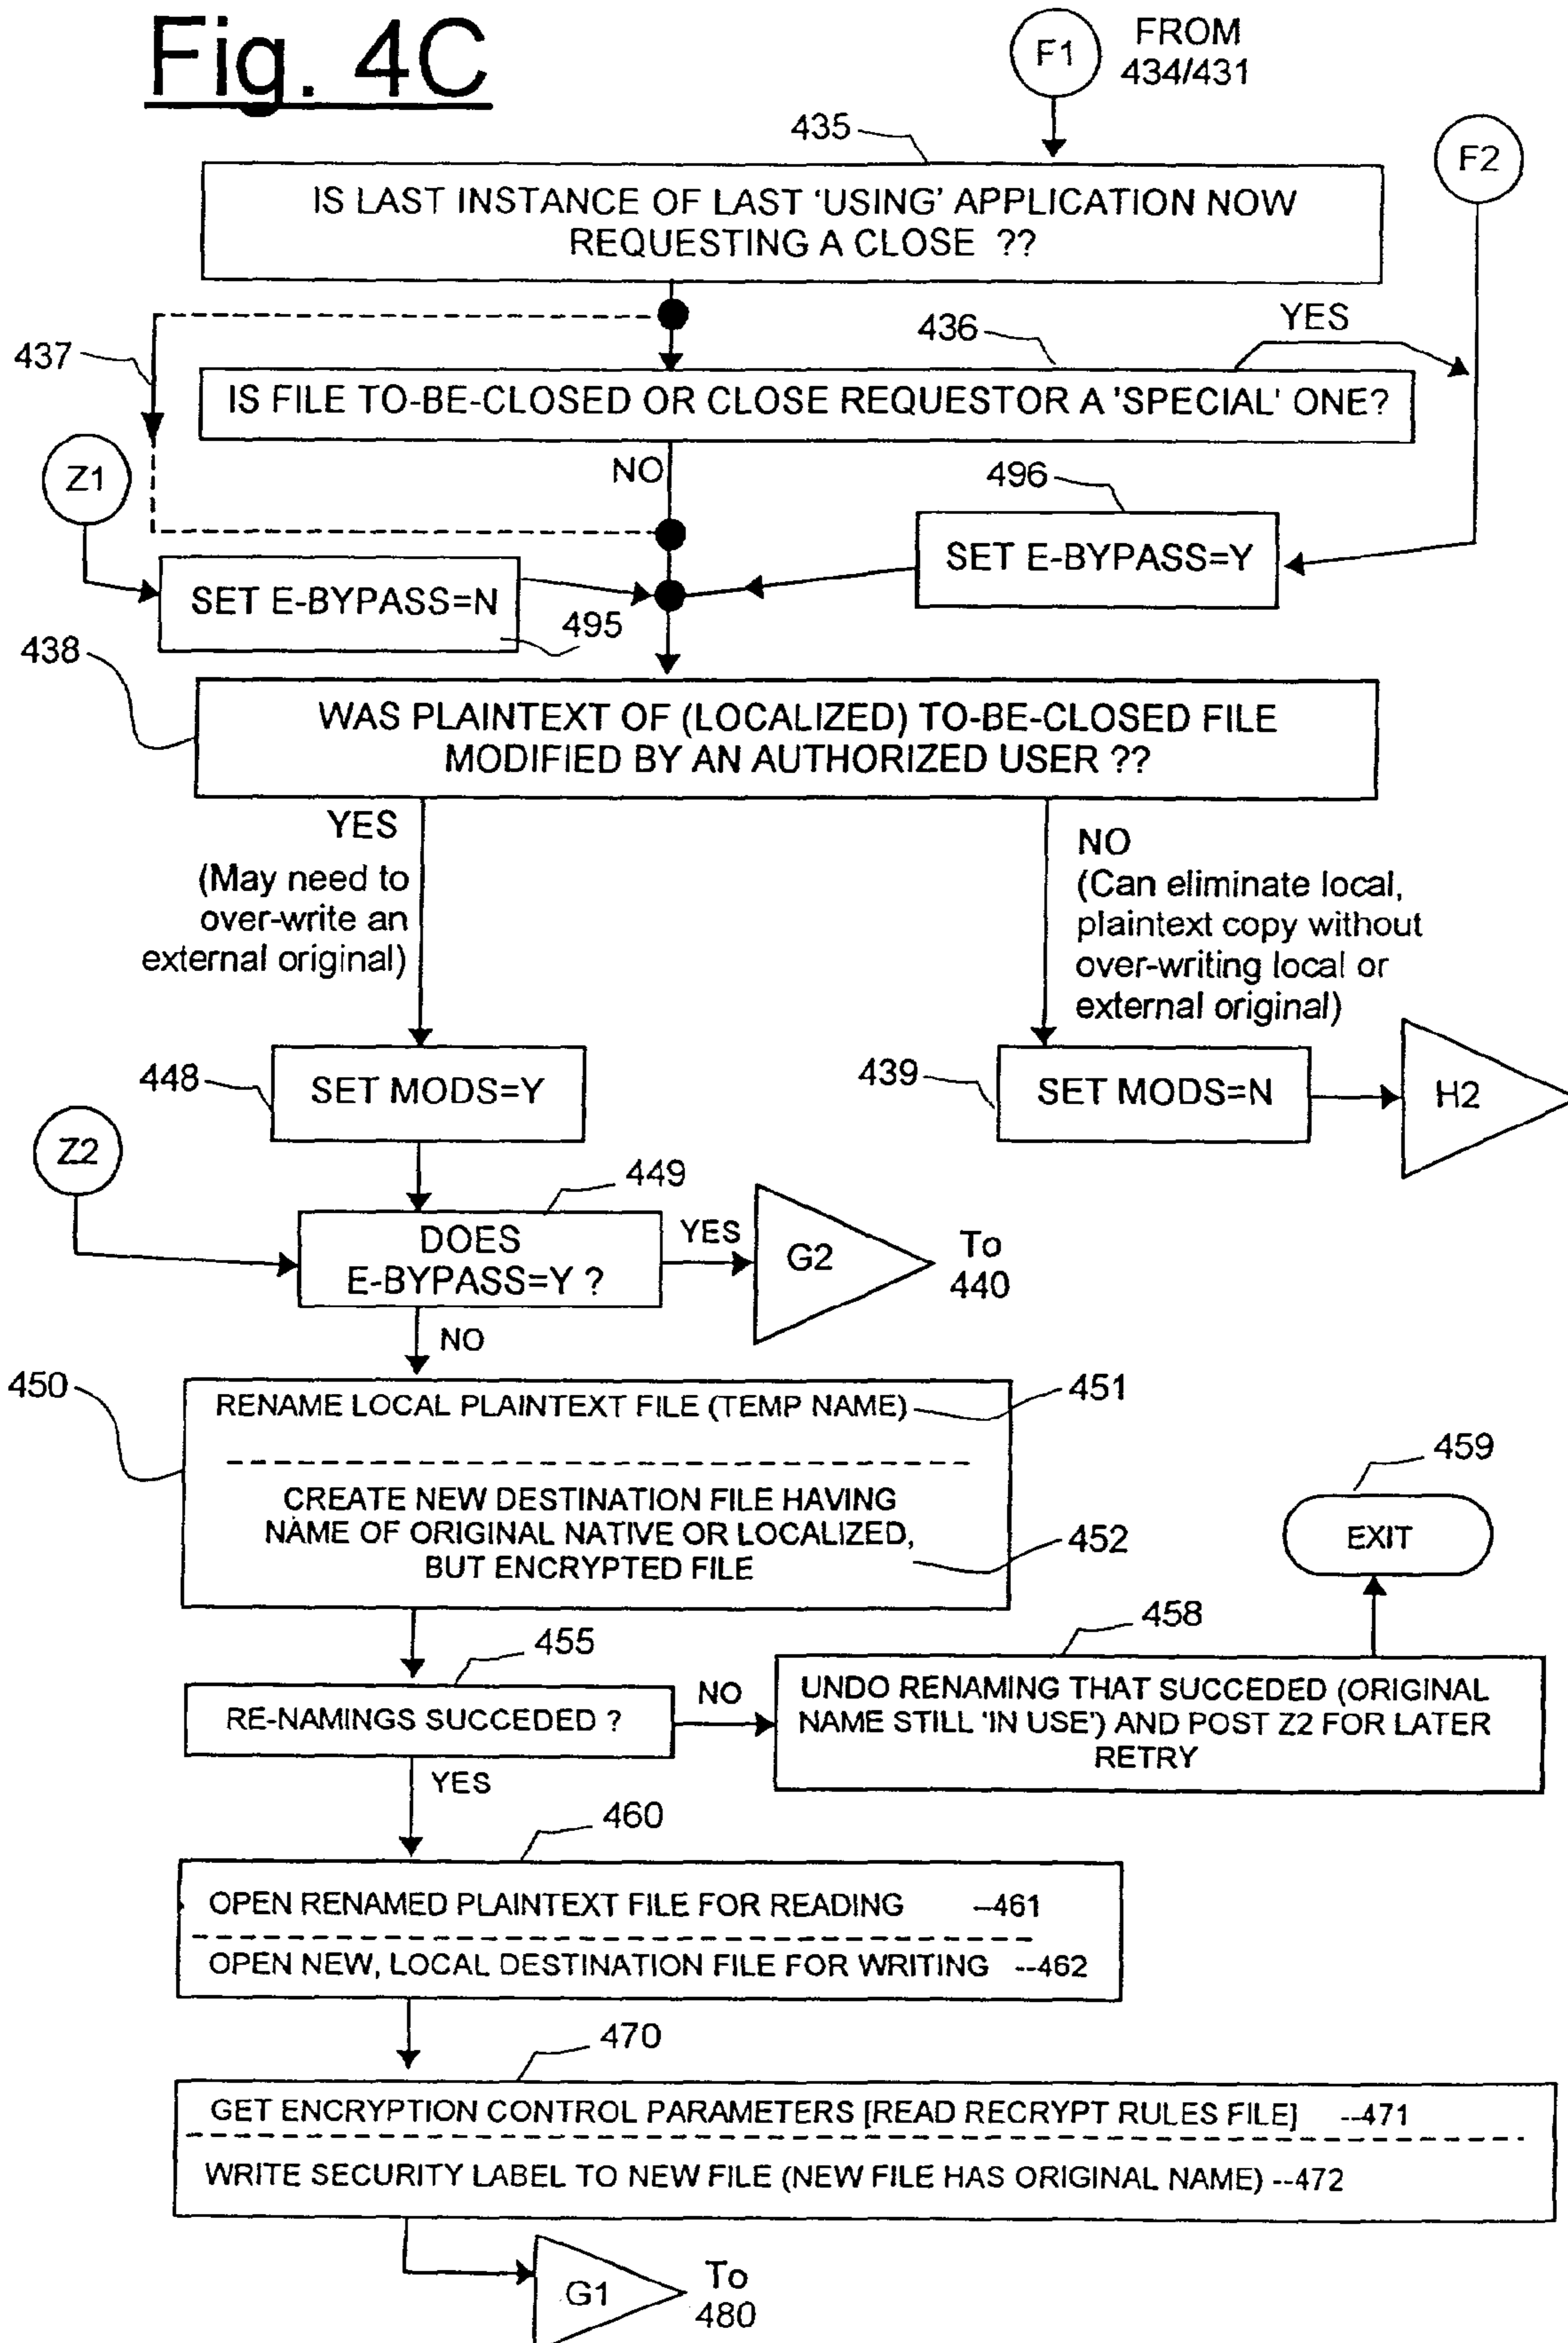 Fig. 4C
F1
FROM
434/431
435
F2
IS LAST INSTANCE OF LAST 'USING' APPLICATION NOW
REQUESTING A CLOSE ??
436
YES
437
IS FILE TO-BE-CLOSED OR CLOSE REQUESTOR A 'SPECIAL' ONE?
Z1
NO
496
SET E-BYPASS=Y
SET E-BYPASS=N
495
438
WAS PLAINTEXT OF (LOCALIZED) TO-BE-CLOSED FILE
MODIFIED BY AN AUTHORIZED USER ??
YES
(May need to
over-write an
external original)
NO
(Can eliminate local,
plaintext copy without
over-writing local or
external original)
448
SET MODS=Y
439
SET MODS=N
H2
Z2
449
DOES
E-BYPASS=Y ?
YES
G2
To
440
NO
450
RENAME LOCAL PLAINTEXT FILE (TEMP NAME)
451
CREATE NEW DESTINATION FILE HAVING
NAME OF ORIGINAL NATIVE OR LOCALIZED,
BUT ENCRYPTED FILE
452
459
EXIT
455
458
RE-NAMINGS SUCCEDED ?
NO
UNDO RENAMING THAT SUCCEDED (ORIGINAL
NAME STILL 'IN USE') AND POST Z2 FOR LATER
RETRY
YES
460
OPEN RENAMED PLAINTEXT FILE FOR READING --461
OPEN NEW, LOCAL DESTINATION FILE FOR WRITING --462
470
GET ENCRYPTION CONTROL PARAMETERS [READ RECRYPT RULES FILE] --471
WRITE SECURITY LABEL TO NEW FILE (NEW FILE HAS ORIGINAL NAME) --472
G1
To
480